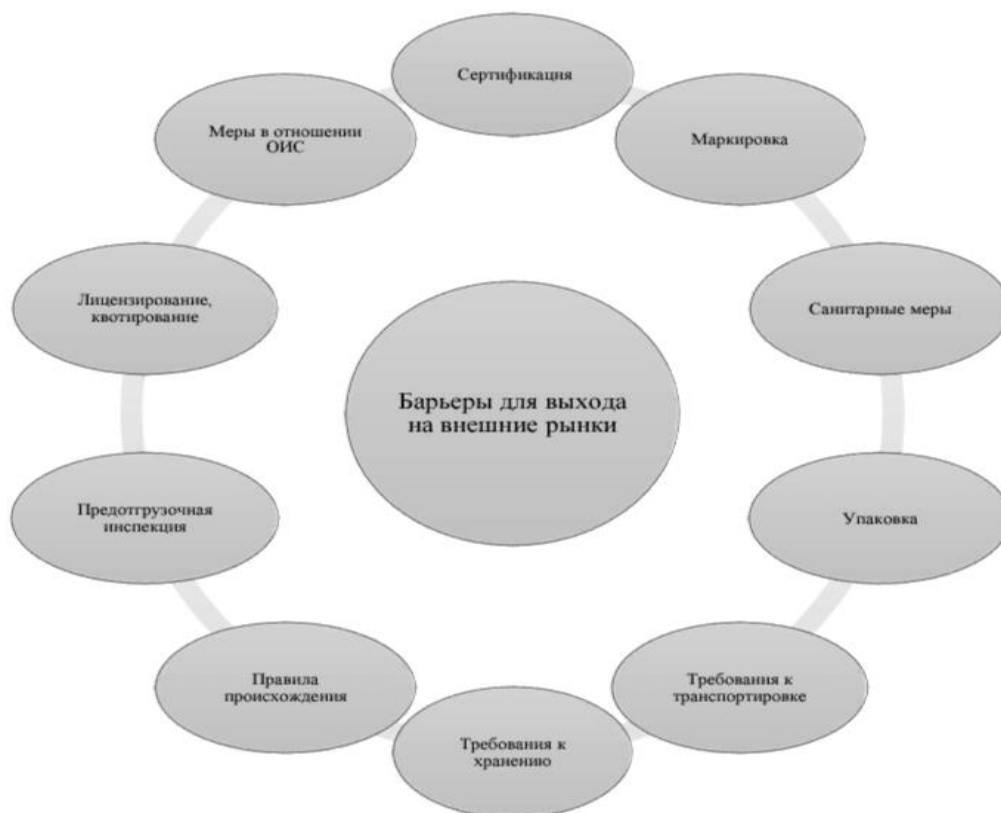 Сертификация
Маркировка
Санитарные меры
Упаковка
Требования к
транспортировке
Требования к
хранению
Правила
происхождения
Предотгрузочная
инспекция
Лицензирование,
квотирование
Меры в отношении
ОИС
Барьеры для выхода
на внешние рынки